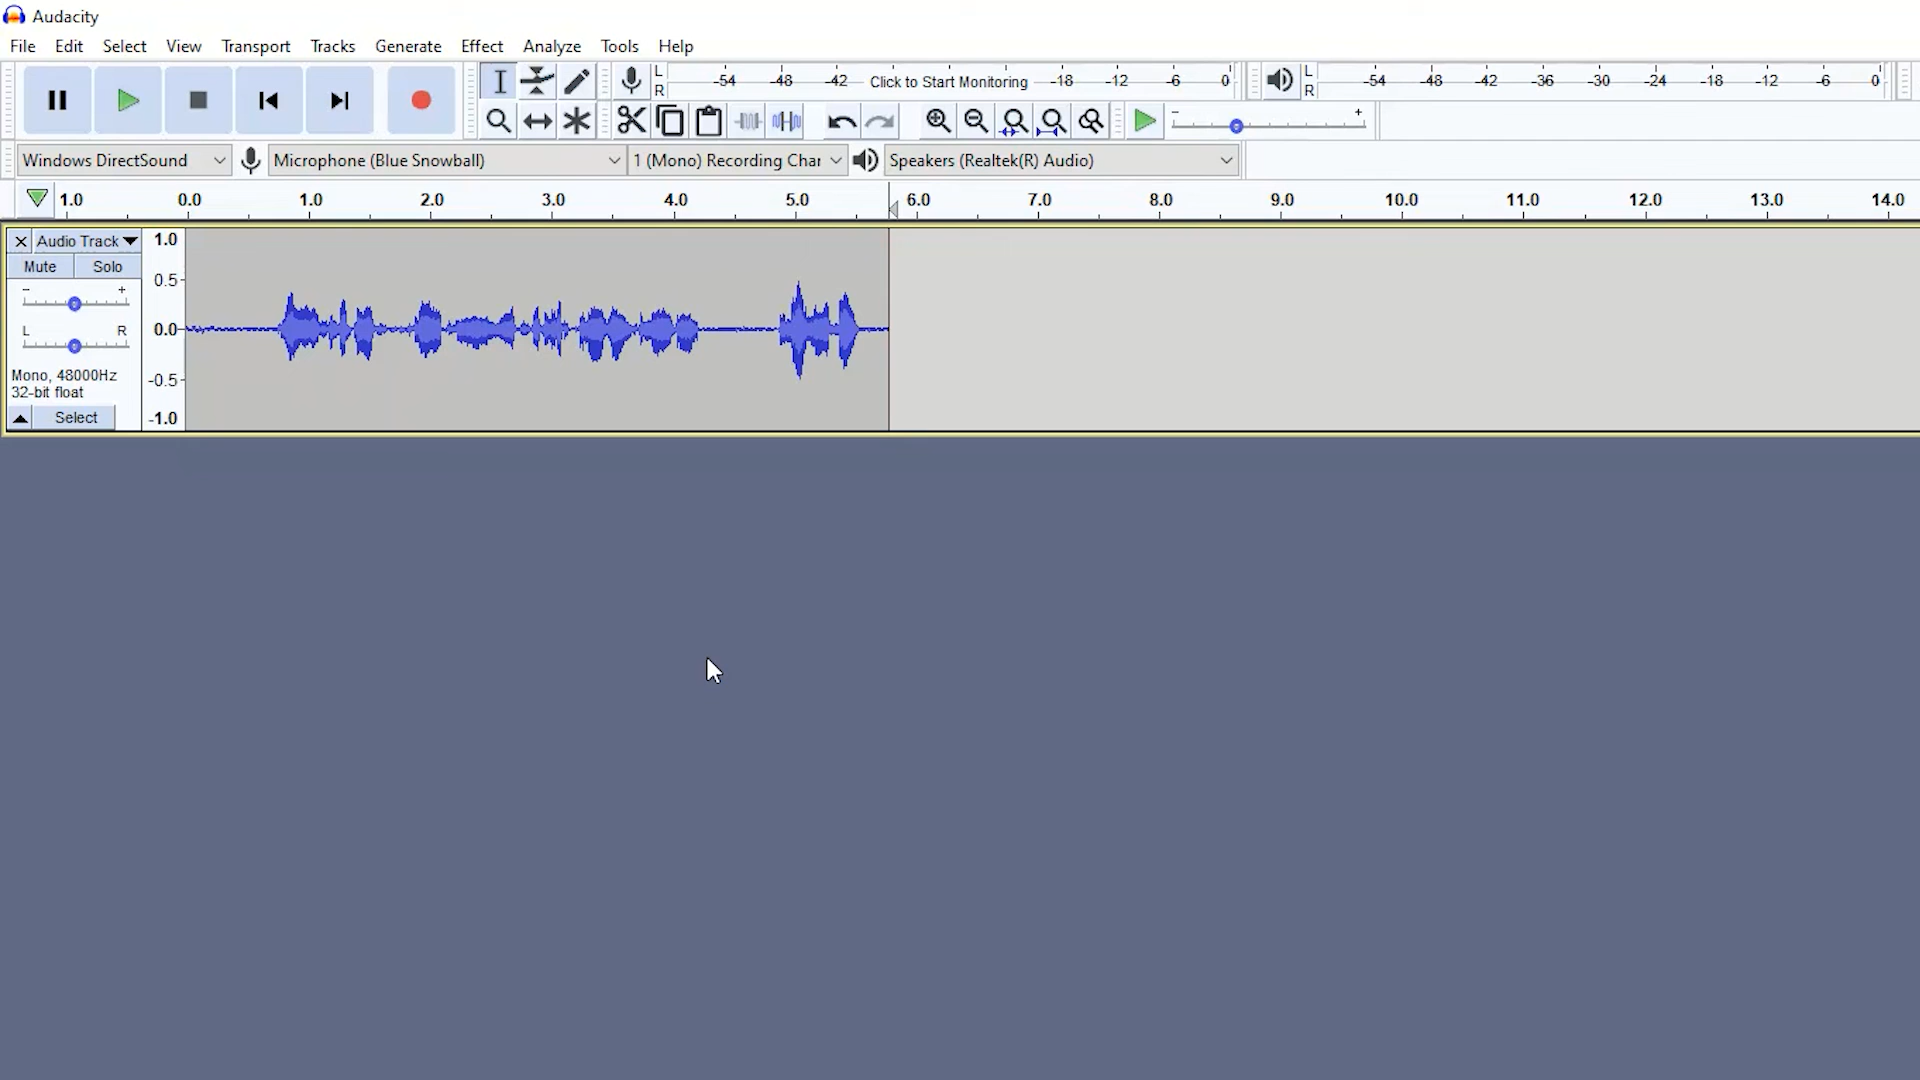 Audacity
File Edit Select View Transport Tracks Generate Effect Analyze Tools Help
L -54 -48 -42 Click to Start Monitoring -18 -12 -6 0 L -54 -48 -42 -36 -30 -24 -18 -12 -6 0
R R
- + - +
Windows DirectSound Microphone (Blue Snowball) 1 (Mono) Recording Char Speakers (Realtek(R) Audio)
1.0 0.0 1.0 2.0 3.0 4.0 5.0 6.0 7.0 8.0 9.0 10.0 11.0 12.0 13.0 14.0
Audio Track 1.0
Mute Solo
0.5
- +
L R 0.0
Mono, 48000Hz -0.5
32-bit float
Select -1.0